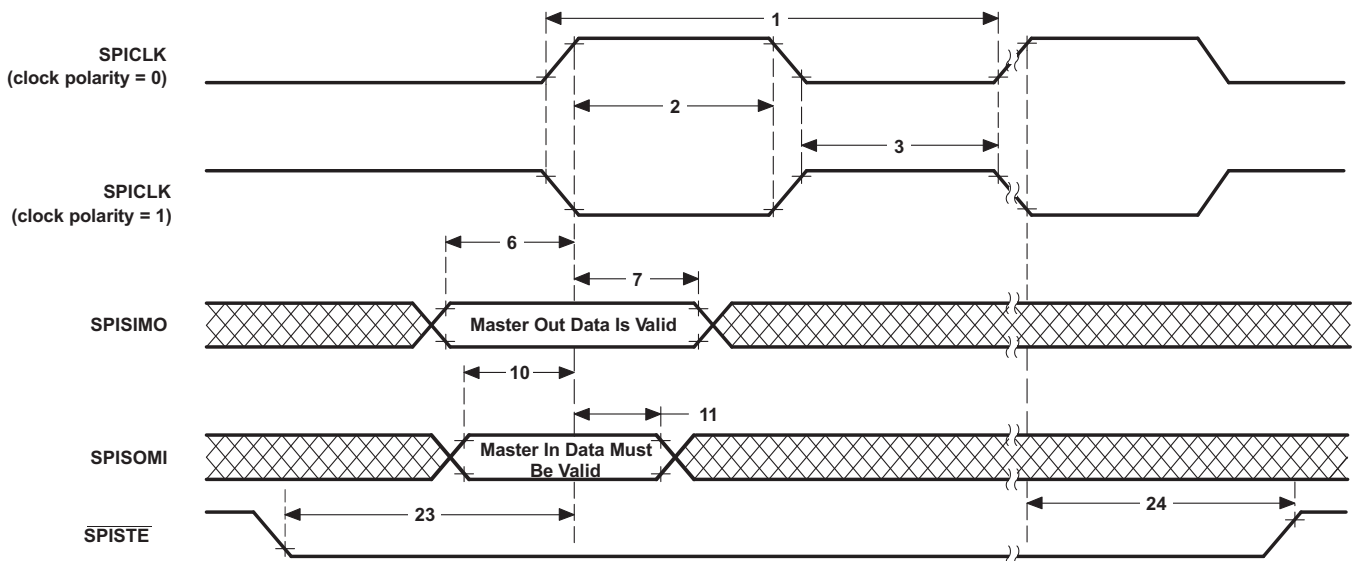 1
SPICLK
(clock polarity = 0)
2
3
SPICLK
(clock polarity = 1)
6
7
SPISIMO
Master Out Data Is Valid
10
11
SPISOMI
Master In Data Must
Be Valid
23
24
SPISTE